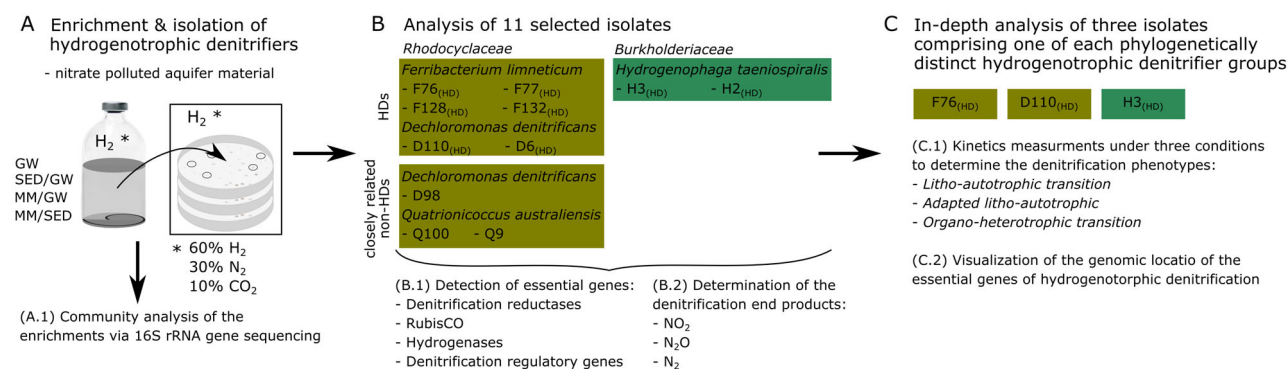 A Enrichment & isolation of
hydrogenotrophic denitrifiers
- nitrate polluted aquifer material
H2 *
H2 *
GW
SED/GW
MM/GW
MM/SED
* 60% H2
30% N2
10% CO2
(A.1) Community analysis of the
enrichments via 16S rRNA gene sequencing
B Analysis of 11 selected isolates
Rhodocyclaceae
Burkholderiaceae
HDs
Ferribacterium limneticum
- F76(HD) - F77(HD)
- F128(HD) - F132(HD)
Dechloromonas denitrificans
- D110(HD) - D6(HD)
Hydrogenophaga taeniospiralis
- H3(HD) - H2(HD)
closely related
non-HDs
Dechloromonas denitrificans
- D98
Quatrionicoccus australiensis
- Q100 - Q9
(B.1) Detection of essential genes:
- Denitrification reductases
- RubisCO
- Hydrogenases
- Denitrification regulatory genes
(B.2) Determination of the
denitrification end products:
- NO2
- N2O
- N2
C In-depth analysis of three isolates
comprising one of each phylogenetically
distinct hydrogenotrophic denitrifier groups
F76(HD) D110(HD) H3(HD)
(C.1) Kinetics measurments under three conditions
to determine the denitrification phenotypes:
- Litho-autotrophic transition
- Adapted litho-autotrophic
- Organo-heterotrophic transition
(C.2) Visualization of the genomic locatio of the
essential genes of hydrogenotorphic denitrification